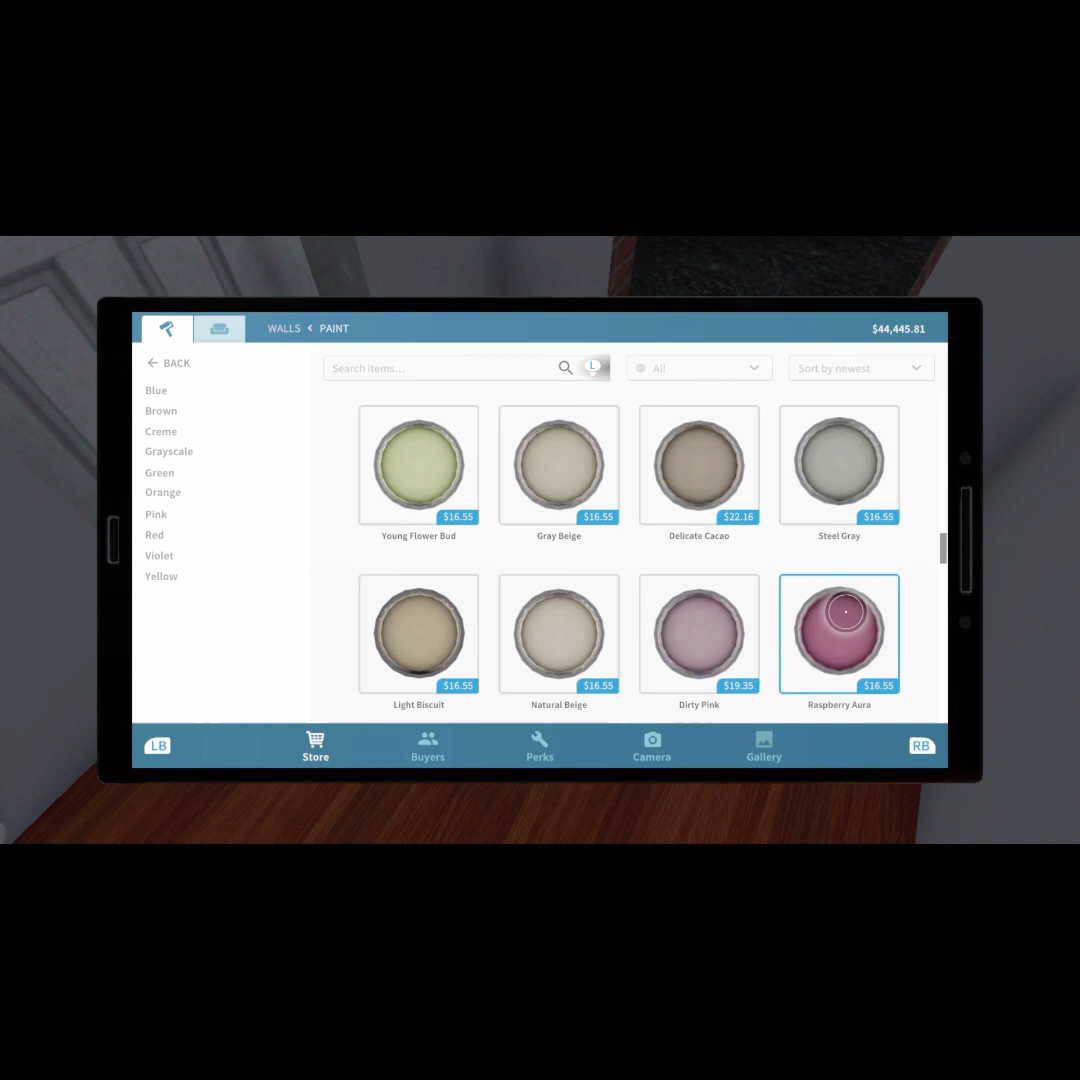 WALLS < PAINT
$44,445.81
BACK
Search items...
L
All
Sort by newest
Blue
Brown
Creme
Grayscale
Green
Orange
Pink
Red
Violet
Yellow
$16.55
$16.55
$22.16
$16.55
Young Flower Bud
Gray Beige
Delicate Cacao
Steel Gray
$16.55
$16.55
$19.35
$16.55
Light Biscuit
Natural Beige
Dirty Pink
Raspberry Aura
LB
Store
Buyers
Perks
Camera
Gallery
RB